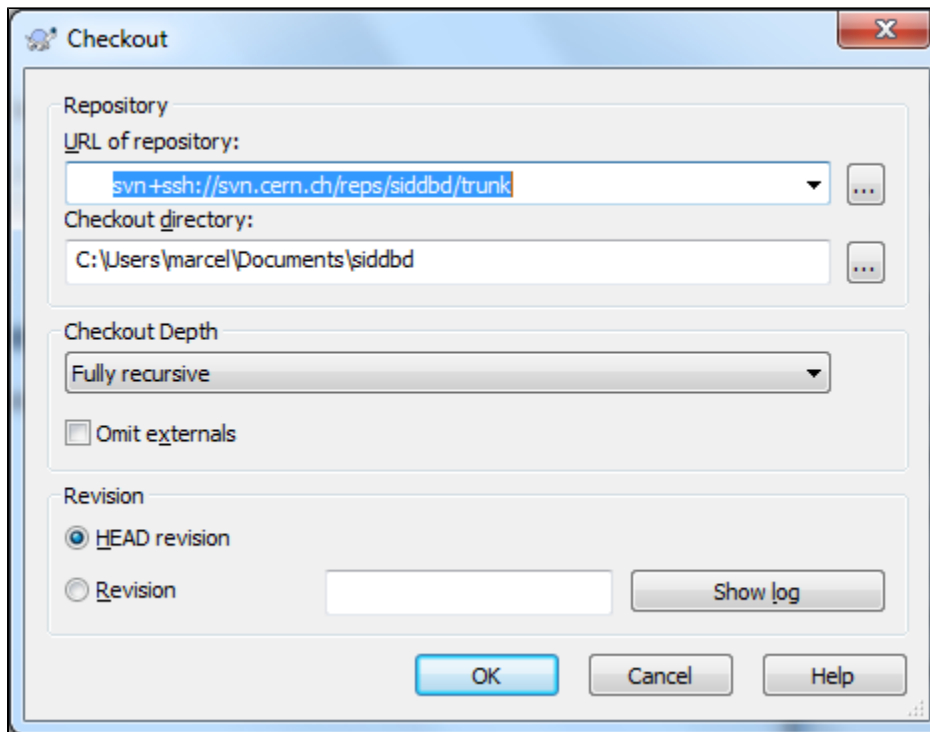 Checkout
Repository
URL of repository:
svn+ssh://svn.cern.ch/reps/siddbd/trunk
...
Checkout directory:
C:\Users\marcel\Documents\siddbd
...
Checkout Depth
Fully recursive
Omit externals
Revision
HEAD revision
Revision
Show log
OK Cancel Help